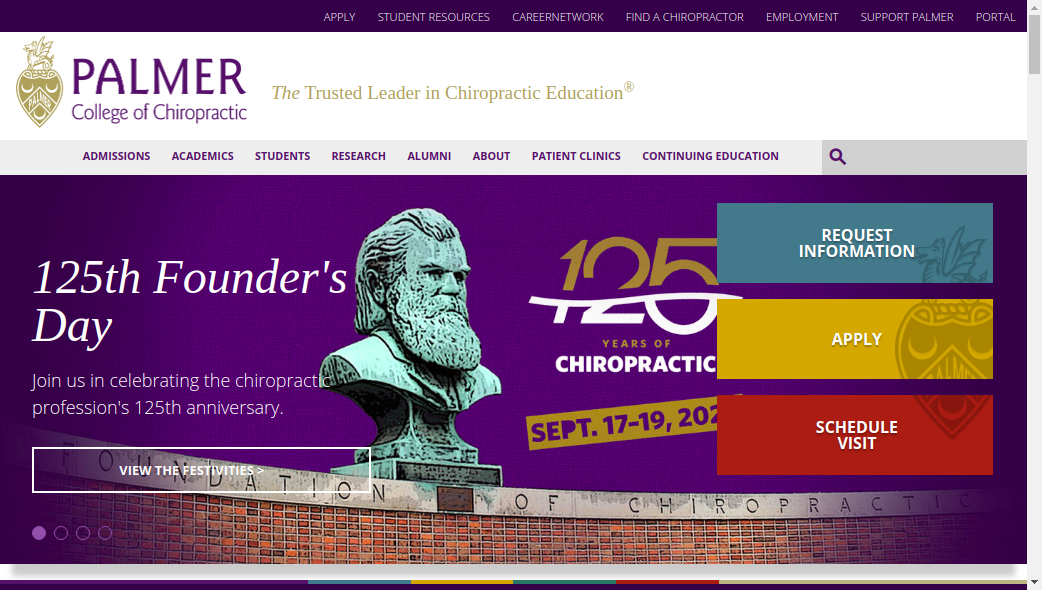 APPLY STUDENT RESOURCES CAREERNETWORK FIND A CHIROPRACTOR EMPLOYMENT SUPPORT PALMER PORTAL
PALMER
College of Chiropractic
PALMER
The Trusted Leader in Chiropractic Education®
ADMISSIONS ACADEMICS STUDENTS RESEARCH ALUMNI ABOUT PATIENT CLINICS CONTINUING EDUCATION
125th Founder's
Day
Join us in celebrating the chiropractic
profession's 125th anniversary.
VIEW THE FESTIVITIES >
125
YEARS OF
CHIROPRACTIC
SEPT. 17-19, 202
FOUNDATION OF CHIROPRACTIC
REQUEST
INFORMATION
APPLY
PALMER
SCHEDULE
VISIT